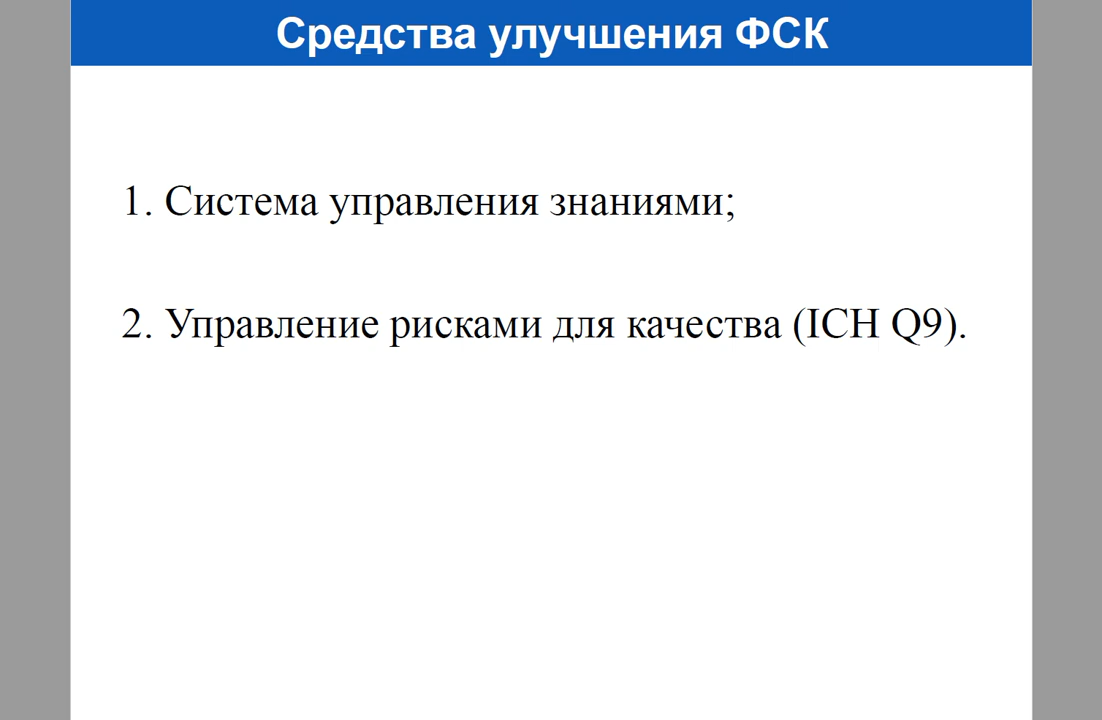 Средства улучшения ФСК
1. Система управления знаниями;
2. Управление рисками для качества (ICH Q9).